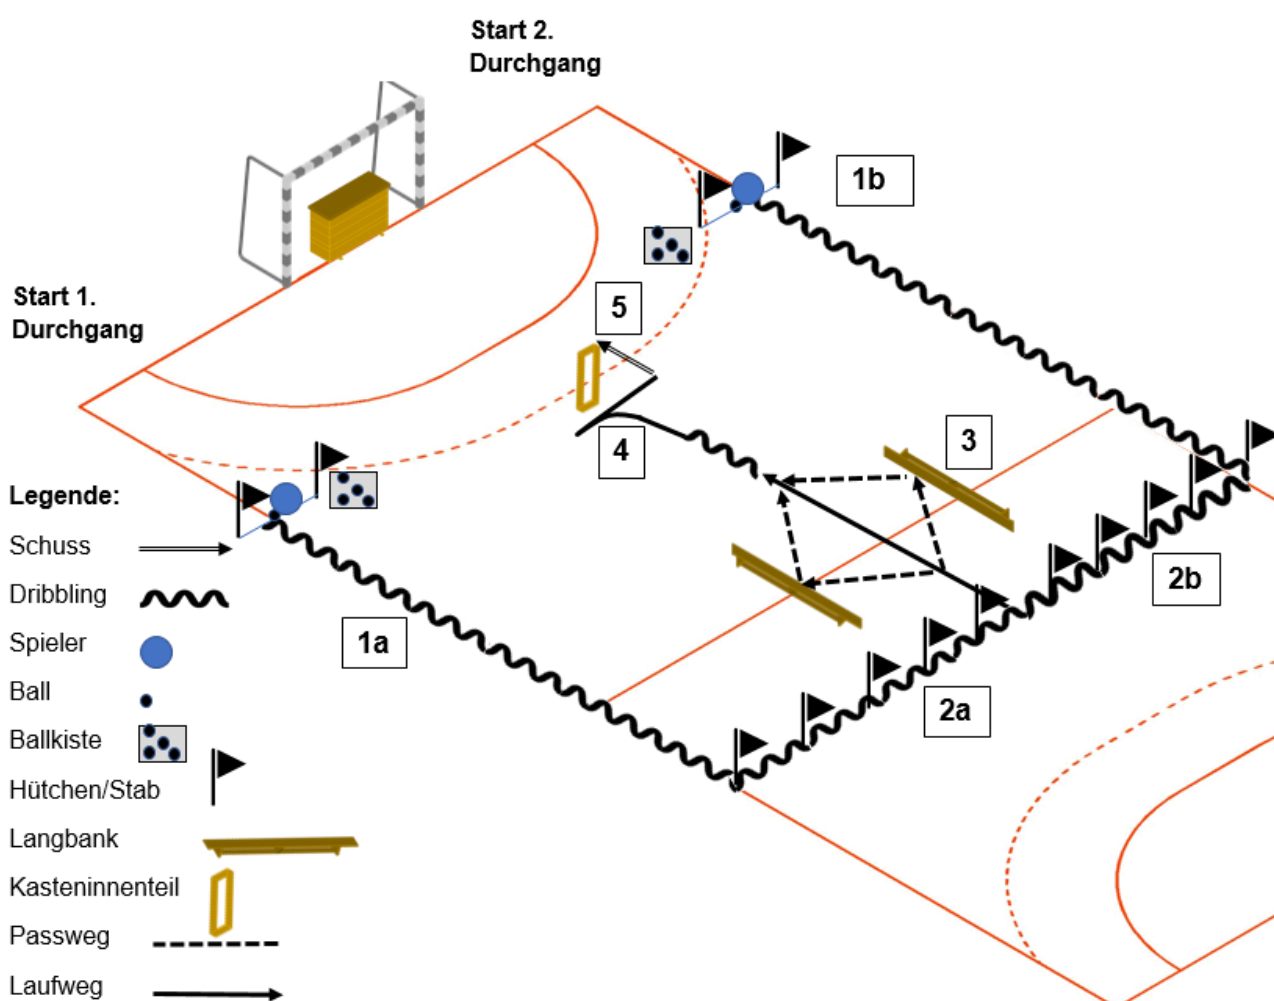 Start 2.
Durchgang
1b
Start 1.
Durchgang
5
3
4
Legende:
Schuss
Dribbling
2b
Spieler
1a
Ball
2a
Ballkiste
Hütchen/Stab
Langbank
Kasteninnenteil
Passweg
Laufweg